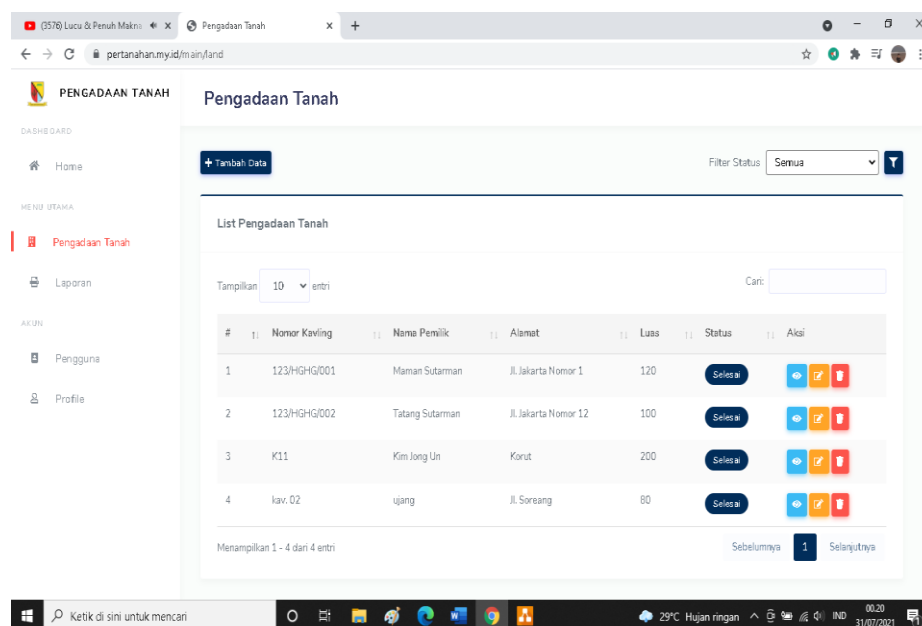 (3576) Lucu & Penuh Makna
Pengadaan Tanah
pertanahan.my.id/main/land
PENGADAAN TANAH
Pengadaan Tanah
DASHBOARD
Home
MENU UTAMA
Pengadaan Tanah
Laporan
AKUN
Pengguna
Profile
+ Tambah Data
Filter Status Semua
List Pengadaan Tanah
Tampilkan 10 entri
Cari:
# Nomor Kavling Nama Pemilik Alamat Luas Status Aksi
1 123/HGHG/001 Maman Sutarman Jl. Jakarta Nomor 1 120 Selesai
2 123/HGHG/002 Tatang Sutarman Jl. Jakarta Nomor 12 100 Selesai
3 K11 Kim Jong Un Korut 200 Selesai
4 kav. 02 ujang Jl. Soreang 80 Selesai
Menampilkan 1 - 4 dari 4 entri
Sebelumnya 1 Selanjutnya
Ketik di sini untuk mencari
29°C Hujan ringan
IND
00.20
31/07/2021